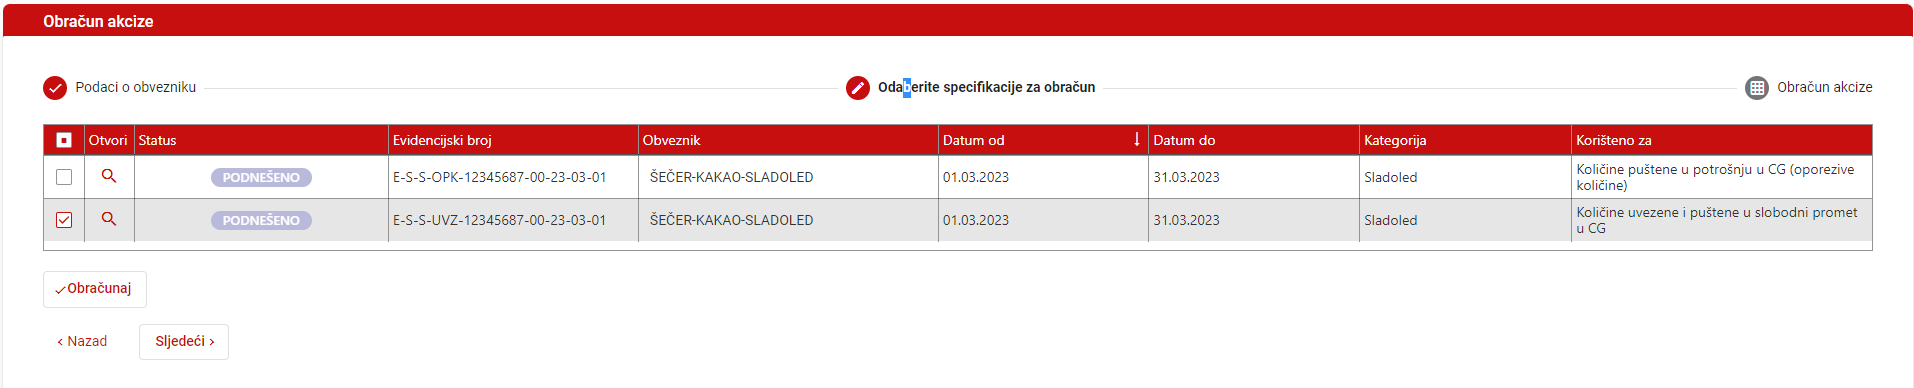 Obračun akcize
Podaci o obvezniku
Odaberite specifikacije za obračun
Obračun akcize
Otvori Status Evidencijski broj Obveznik Datum od Datum do Kategorija Korišteno za
PODNEŠENO E-S-S-OPK-12345687-00-23-03-01 ŠEČER-KAKAO-SLADOLED 01.03.2023 31.03.2023 Sladoled Količine puštene u potrošnju u CG (oporezive
količine)
PODNEŠENO E-S-S-UVZ-12345687-00-23-03-01 ŠEČER-KAKAO-SLADOLED 01.03.2023 31.03.2023 Sladoled Količine uvezene i puštene u slobodni promet
u CG
Obračunaj
Nazad Sljedeći